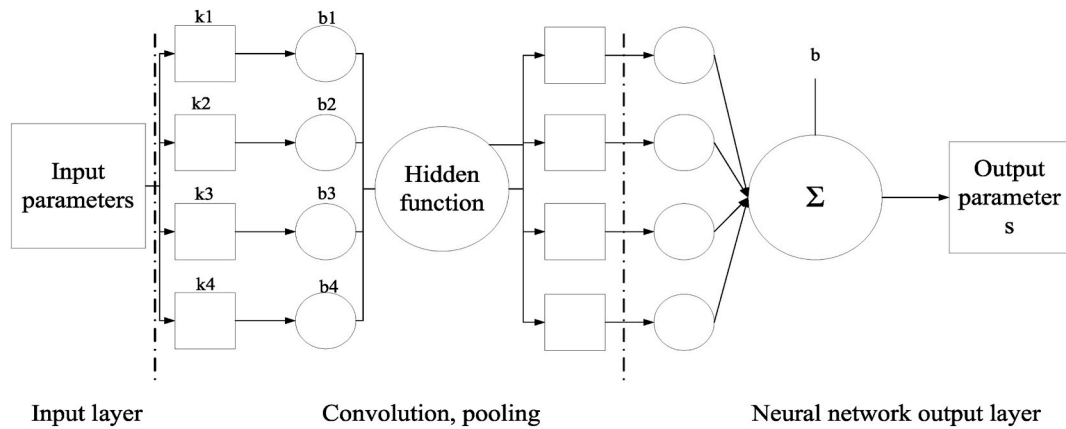 k1
b1
k2
b2
k3
b3
k4
b4
b
Input
parameters
Hidden
function
Σ
Output
parameter
s
Input layer
Convolution, pooling
Neural network output layer